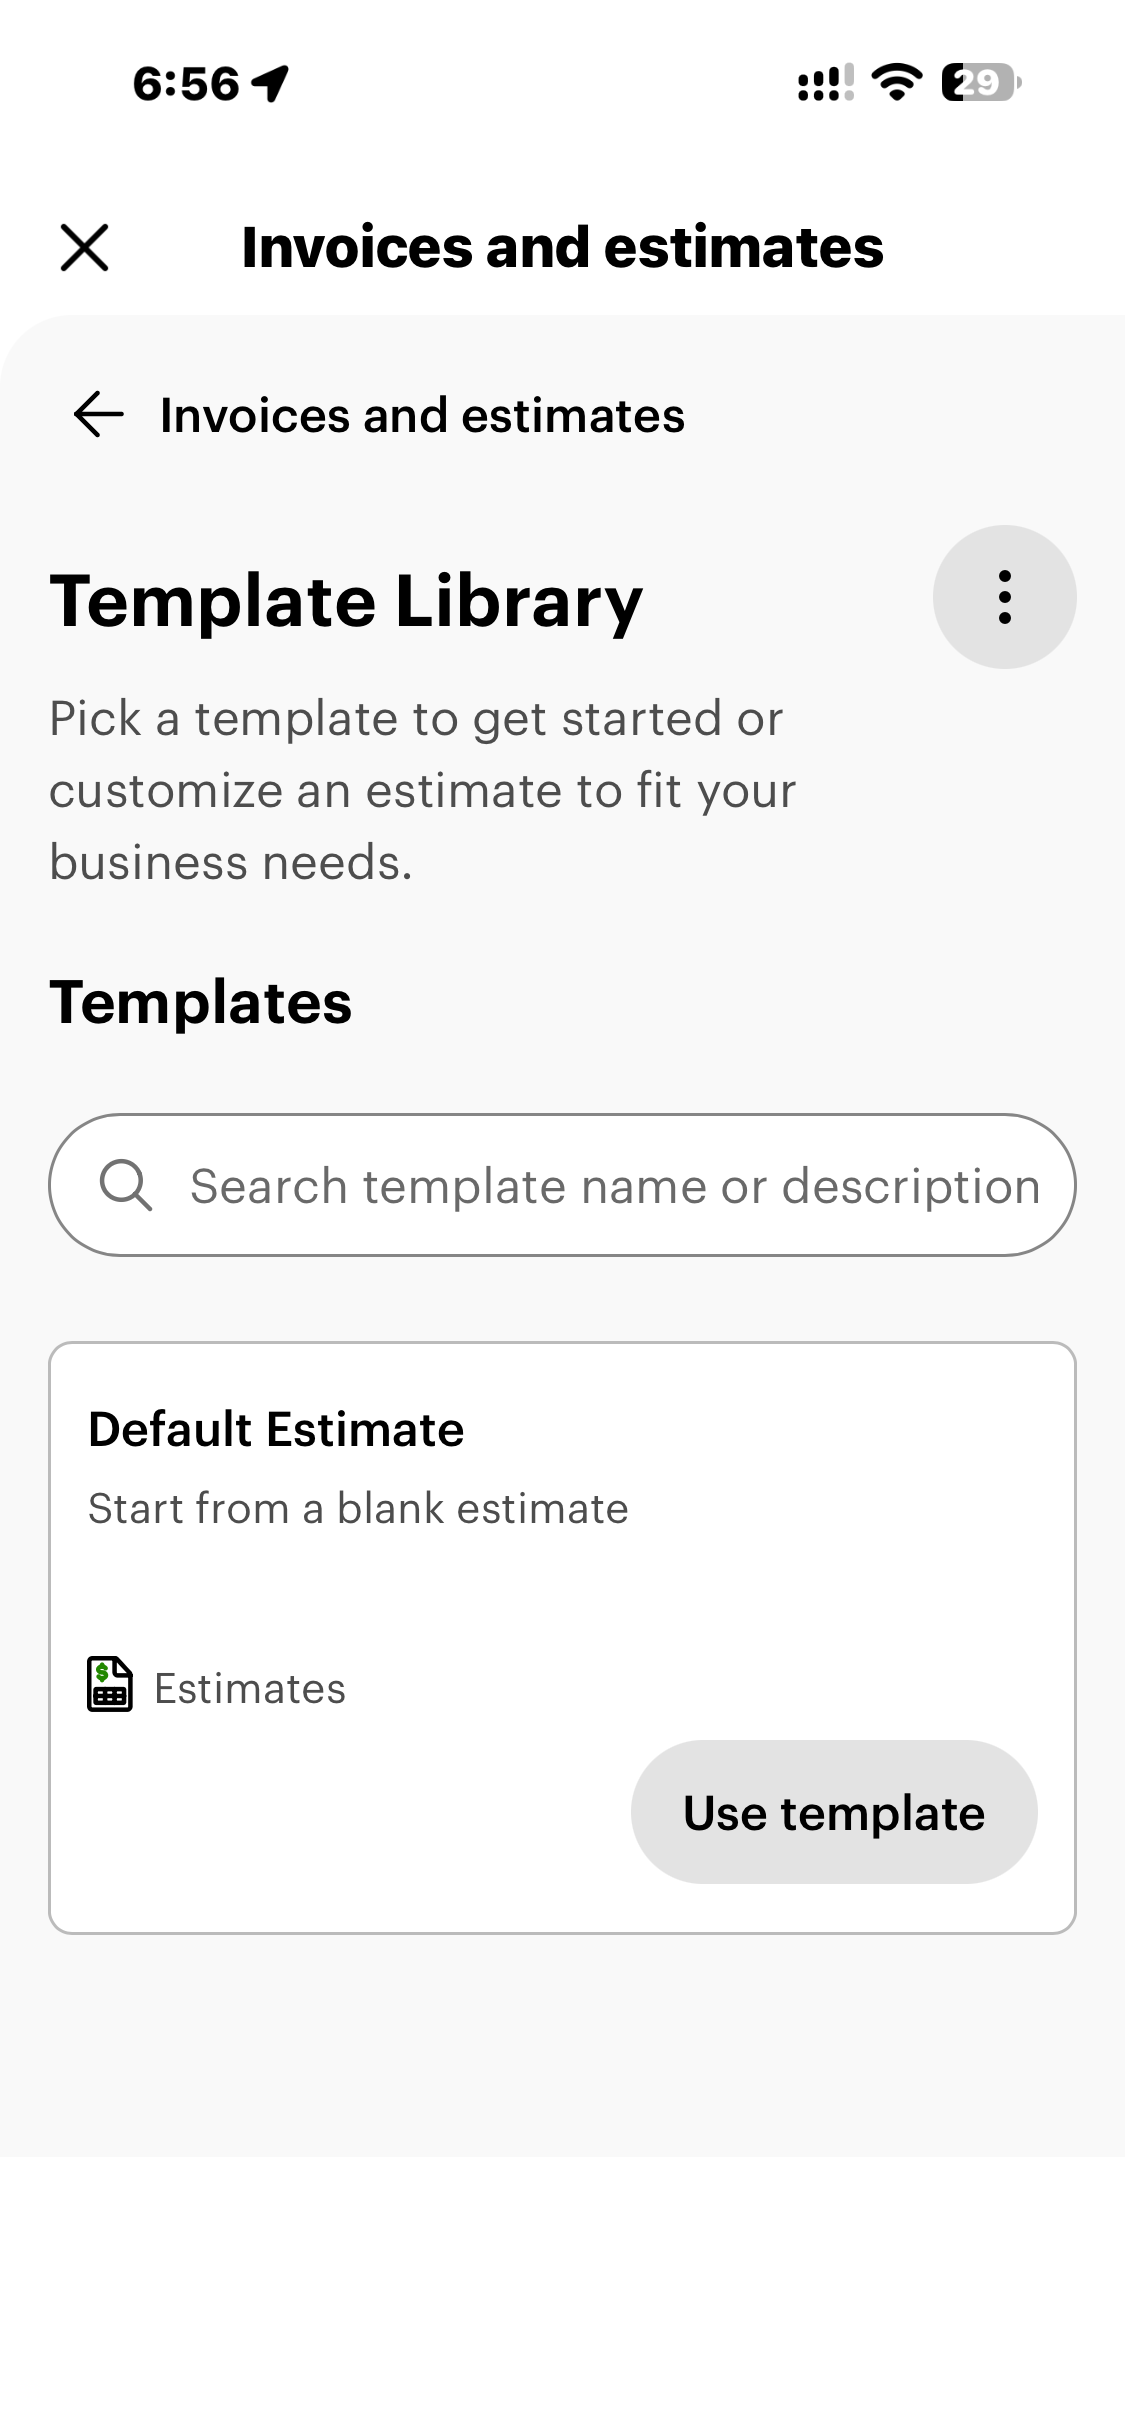 6:56
29
Invoices and estimates
Invoices and estimates
Template Library
Pick a template to get started or
customize an estimate to fit your
business needs.
Templates
Search template name or description
Default Estimate
Start from a blank estimate
$
Estimates
Use template